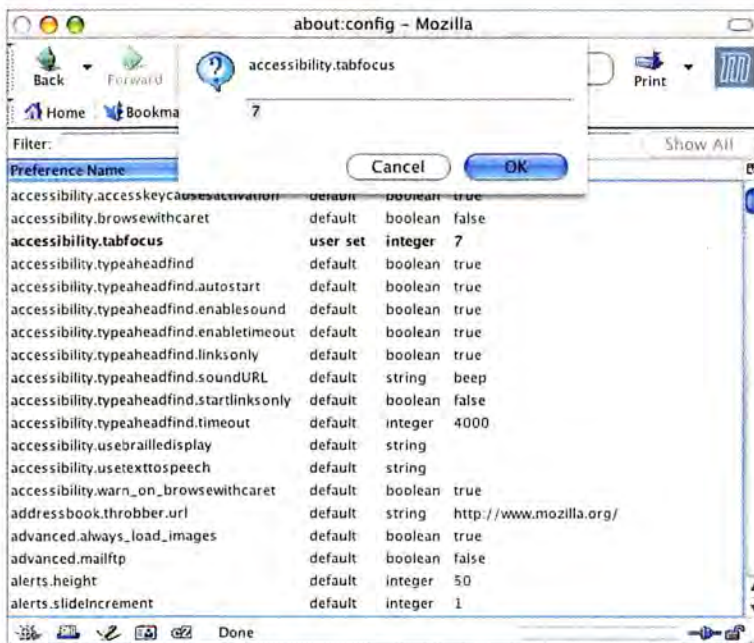 about:config – Mozilla
accessibility.tabfocus
7
Cancel OK
Back Forward Print
Home Bookma
Filter: Show All
Preference Name
accessibility.accesskeycausesactivation default boolean true
accessibility.browsewithcaret default boolean false
accessibility.tabfocus user set integer 7
accessibility.typeaheadfind default boolean true
accessibility.typeaheadfind.autostart default boolean true
accessibility.typeaheadfind.enablesound default boolean true
accessibility.typeaheadfind.enabletimeout default boolean true
accessibility.typeaheadfind.linksonly default boolean true
accessibility.typeaheadfind.soundURL default string beep
accessibility.typeaheadfind.startlinksonly default boolean false
accessibility.typeaheadfind.timeout default integer 4000
accessibility.usebrailledisplay default string
accessibility.usetexttospeech default string
accessibility.warn_on_browsewithcaret default boolean true
addressbook.throbber.url default string http://www.mozilla.org/
advanced.always_load_images default boolean true
advanced.mailftp default boolean false
alerts.height default integer 50
alerts.slideIncrement default integer 1
Done